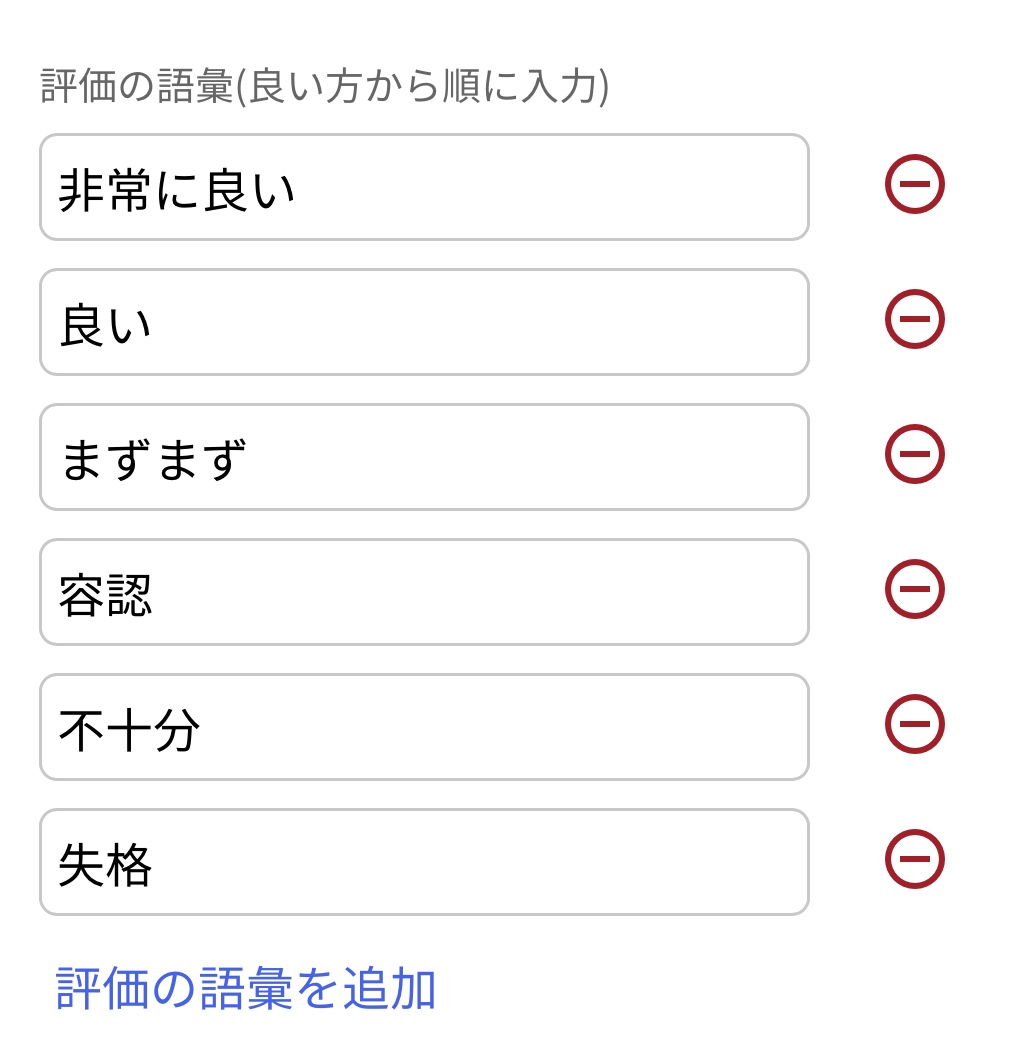 評価の語彙(良い方から順に入力)
非常に良い
良い
まずまず
容認
不十分
失格
評価の語彙を追加